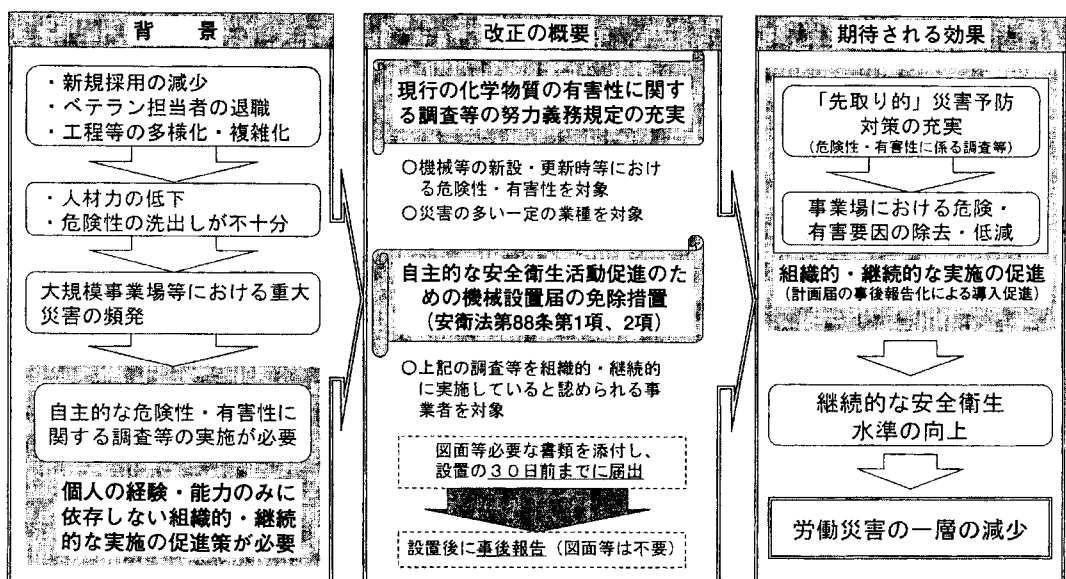 背　景
・新規採用の減少
・ベテラン担当者の退職
・工程等の多様化・複雑化
・人材力の低下
・危険性の洗出しが不十分
大規模事業場等における重大
災害の頻発
自主的な危険性・有害性に
関する調査等の実施が必要
個人の経験・能力のみに
依存しない組織的・継続
的な実施の促進策が必要
改正の概要
現行の化学物質の有害性に関
する調査等の努力義務規定の充実
○機械等の新設・更新時等におけ
る危険性・有害性を対象
○災害の多い一定の業種を対象
自主的な安全衛生活動促進のた
めの機械設置届の免除措置
(安衛法第88条第1項、2項)
○上記の調査等を組織的・継続的
に実施していると認められる事
業者を対象
図面等必要な書類を添付し、
設置の３０日前までに届出
設置後に事後報告（図面等は不要）
期待される効果
「先取り的」災害予防
対策の充実
(危険性・有害性に係る調査等)
事業場における危険・
有害要因の除去・低減
組織的・継続的な実施の促進
(計画届の事後報告化による導入促進)
継続的な安全衛生
水準の向上
労働災害の一層の減少